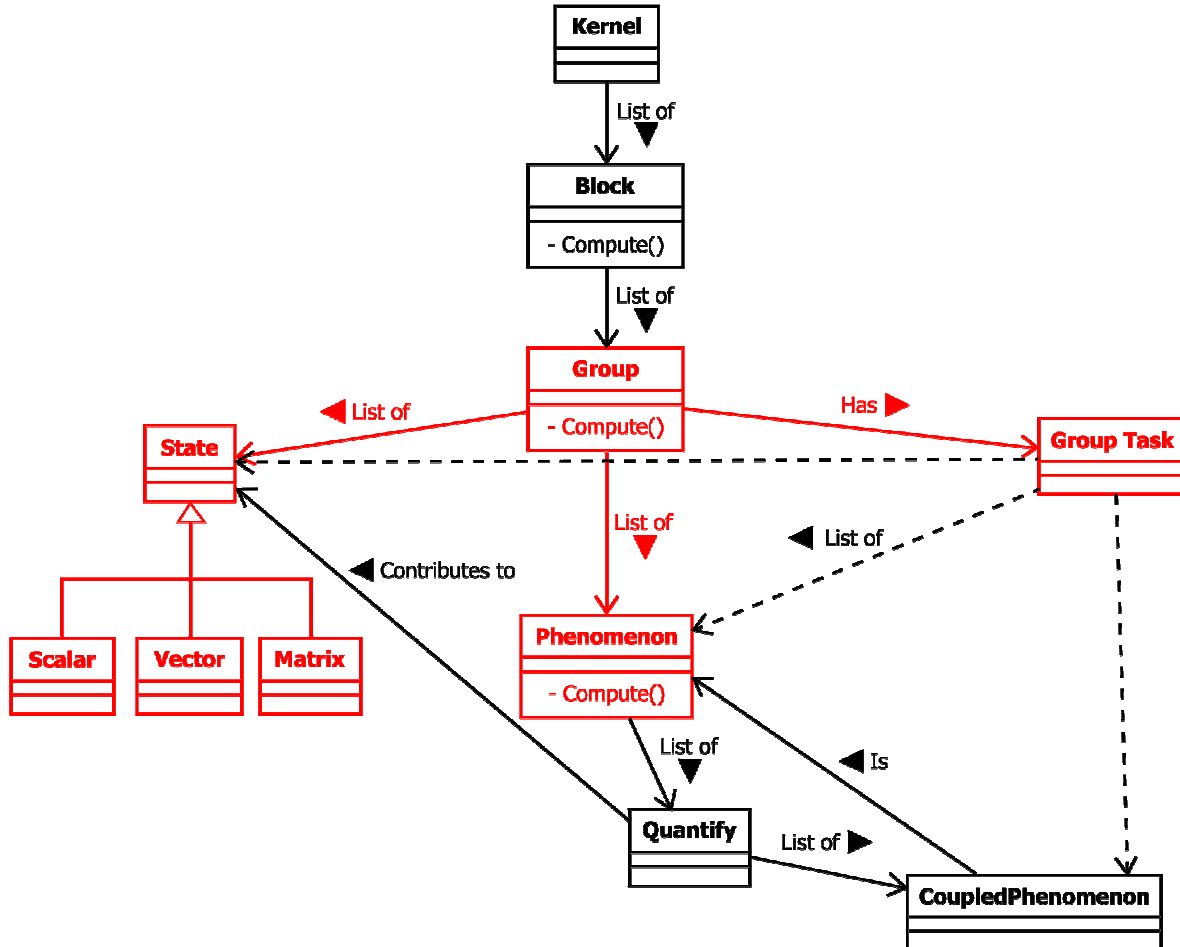 Kernel
List of
Block
- Compute()
List of
Group
- Compute()
List of
Has
State
Group Task
List of
List of
Contributes to
Scalar
Vector
Matrix
Phenomenon
- Compute()
List of
Is
Quantify
List of
CoupledPhenomenon